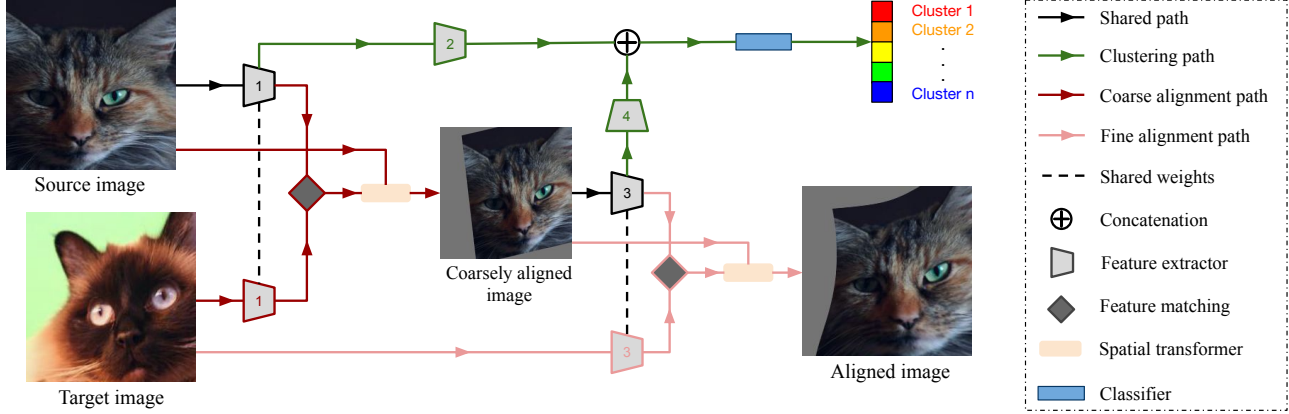 Cluster 1
Cluster 2
.
.
.
Cluster n
2
1
4
3
Source image
Coarsely aligned
image
1
3
Target image
Aligned image
Shared path
Clustering path
Coarse alignment path
Fine alignment path
Shared weights
Concatenation
Feature extractor
Feature matching
Spatial transformer
Classifier